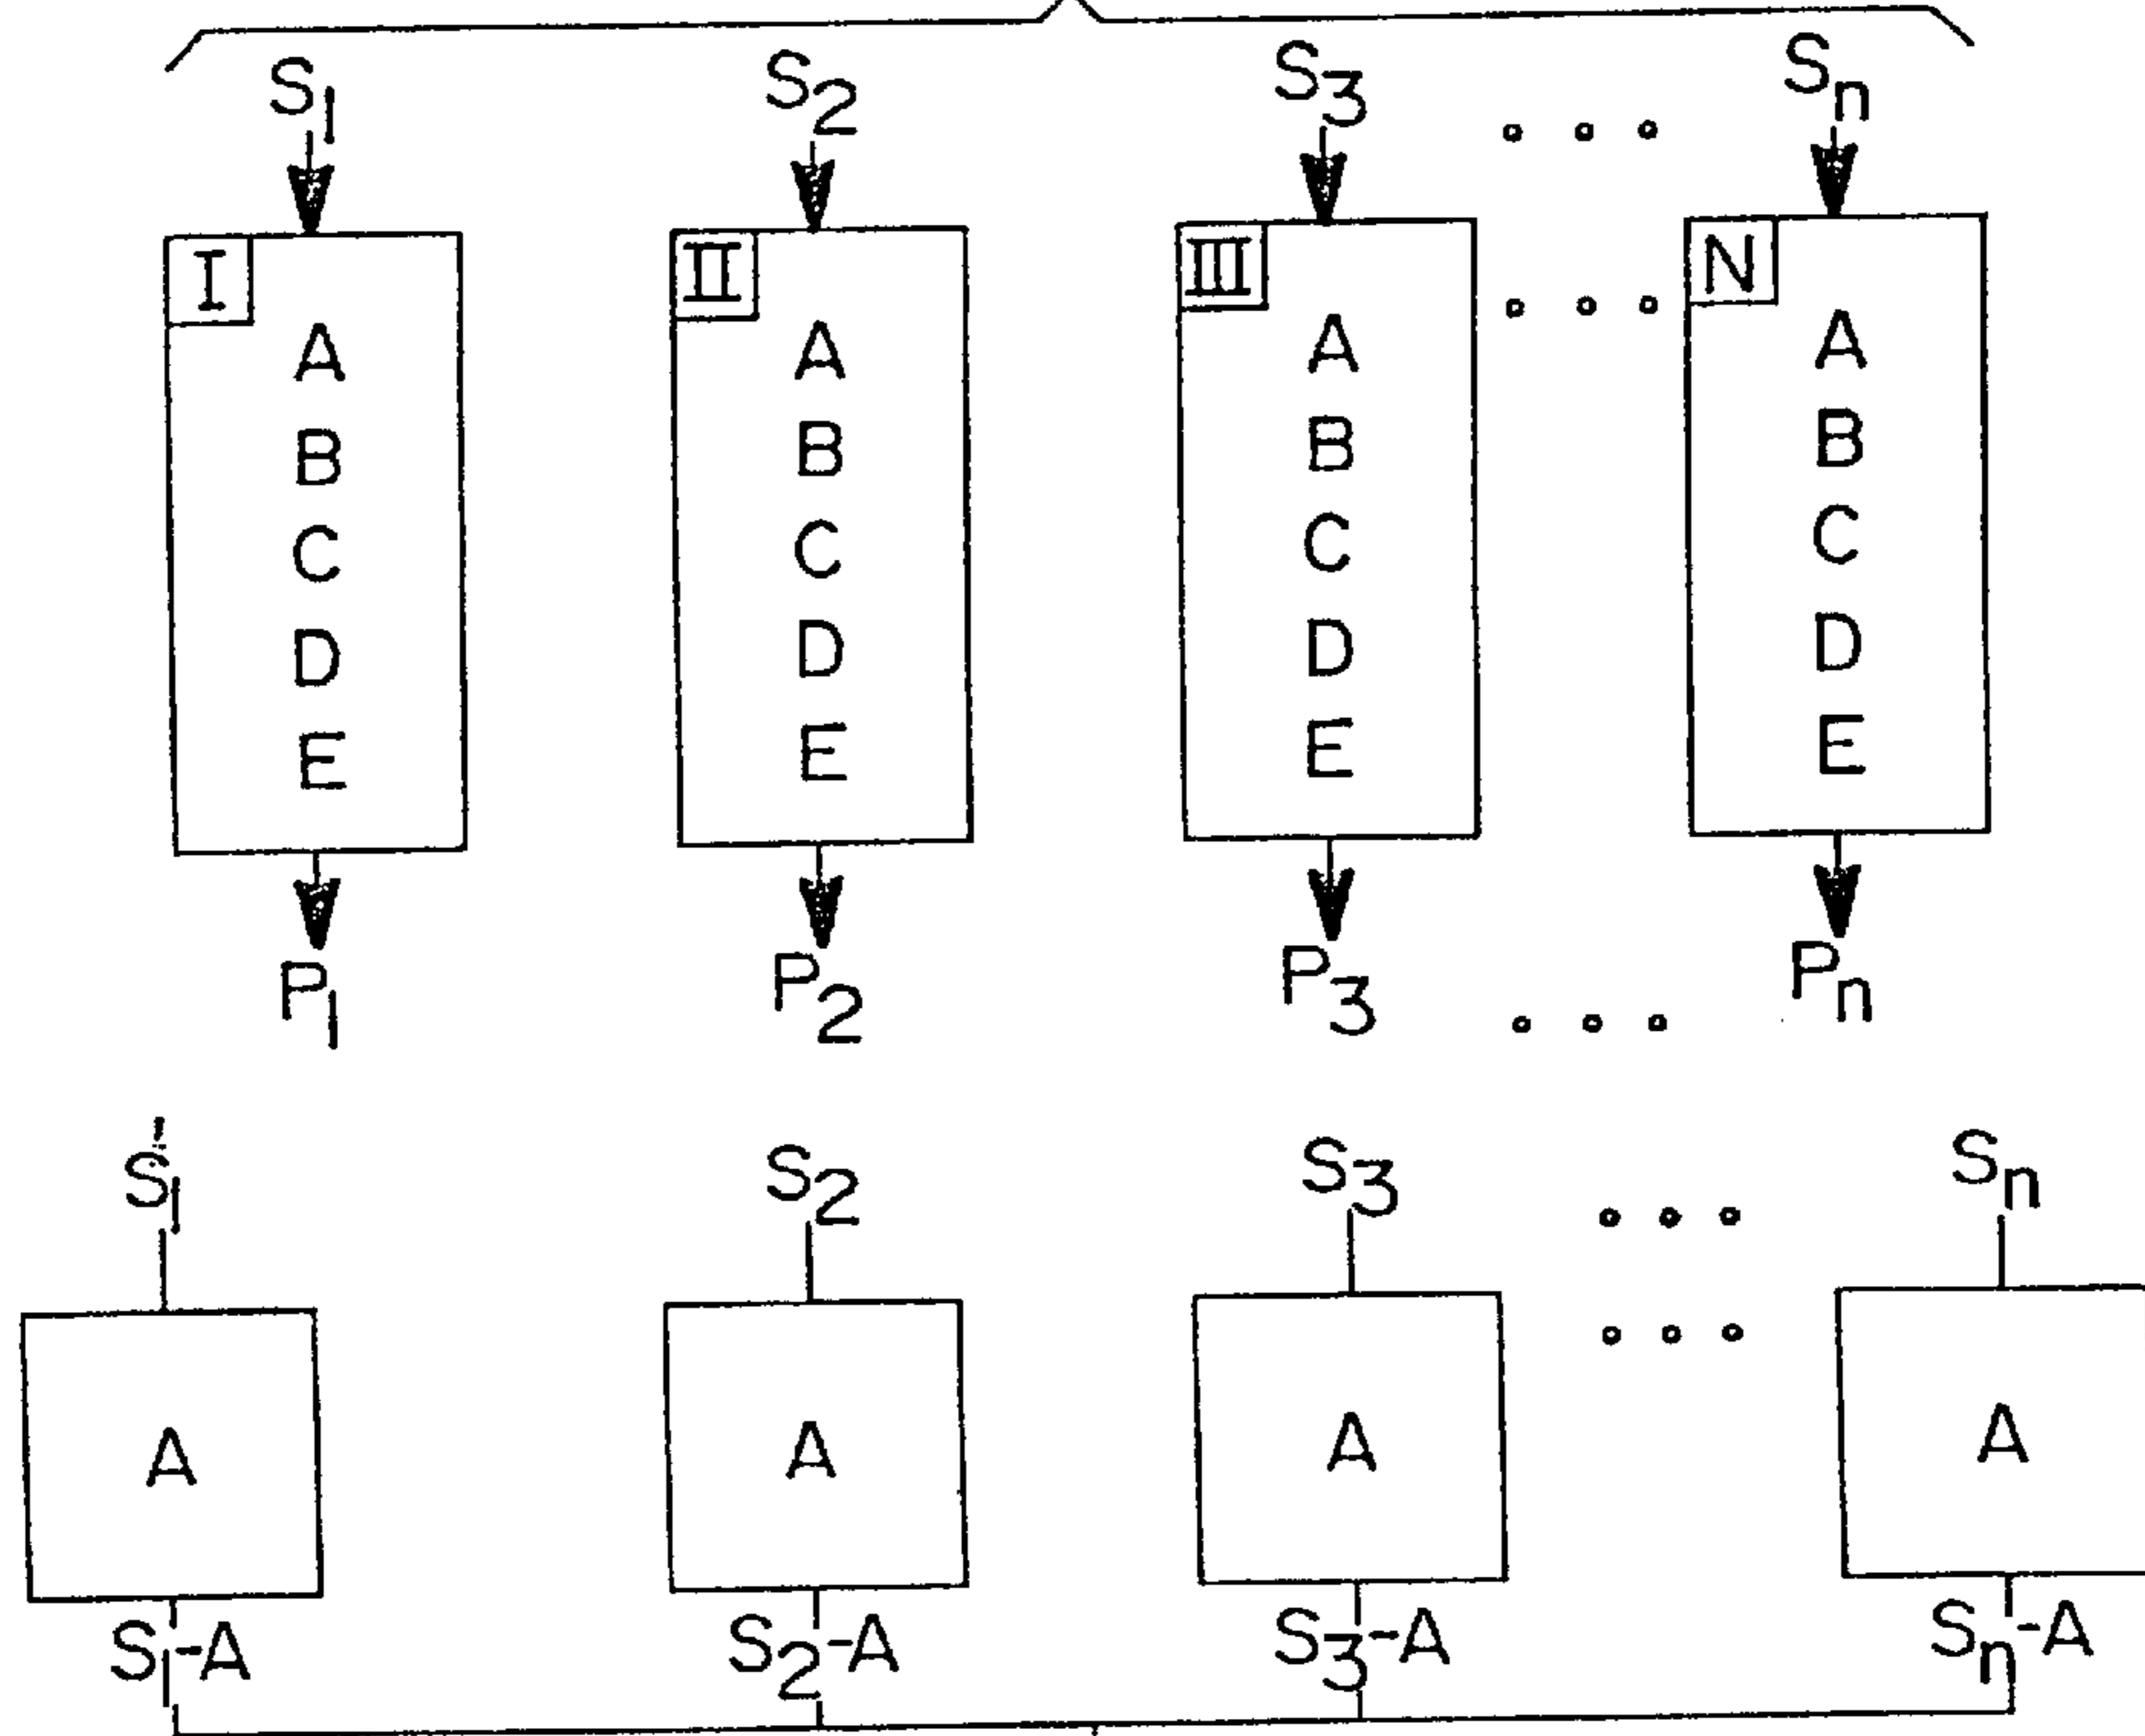 S1 S2 S3 Sn
I II III N
A A A A
B B B B
C C C C
D D D D
E E E E
P1 P2 P3 Pn
S1 S2 S3 Sn
A A A A
S1-A S2-A S3-A Sn-A